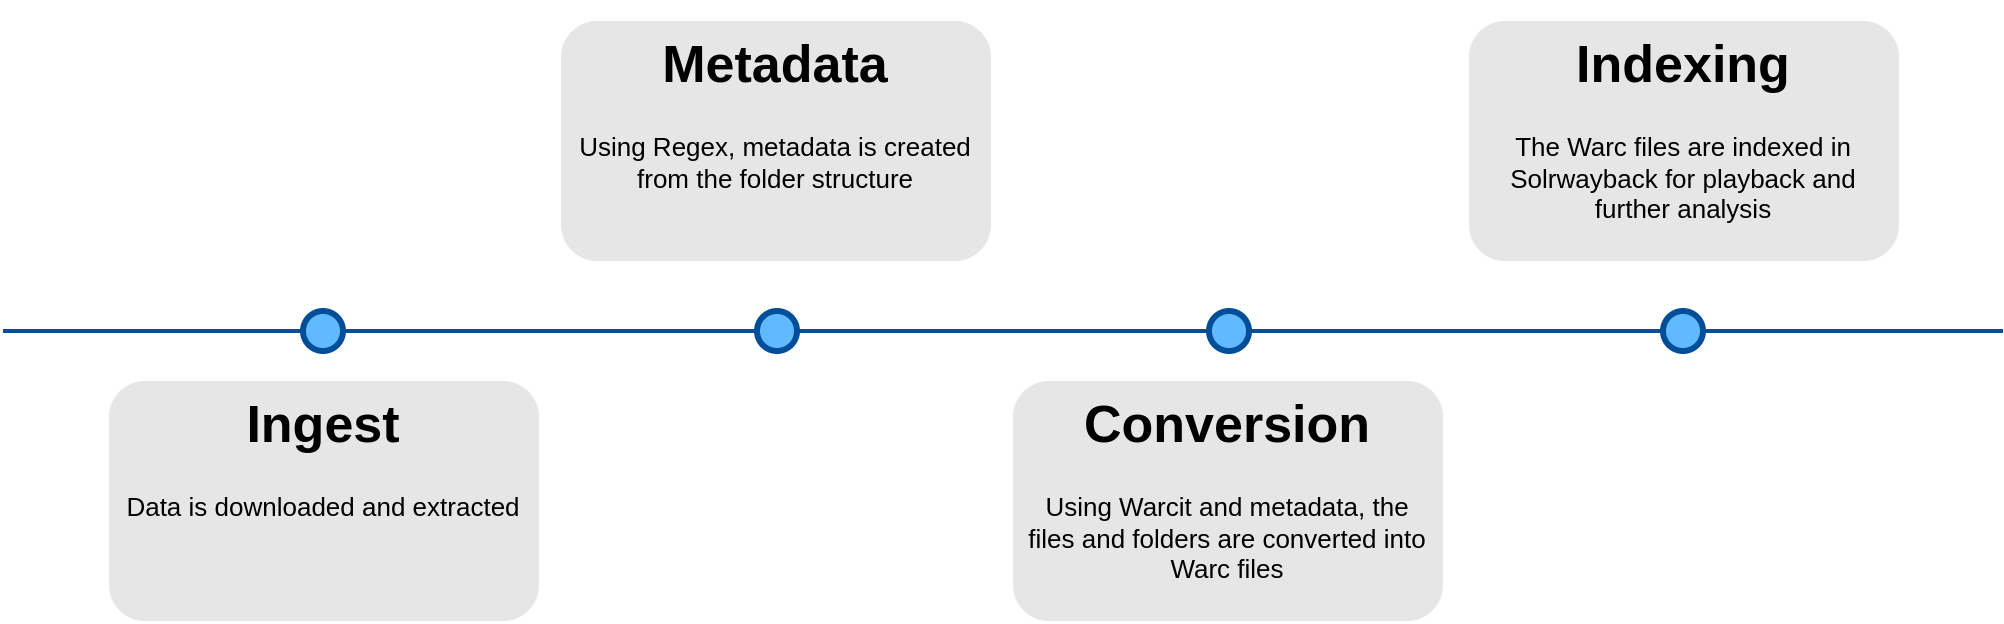 Metadata
Using Regex, metadata is created
from the folder structure
Indexing
The Warc files are indexed in
Solrwayback for playback and
further analysis
Ingest
Data is downloaded and extracted
Conversion
Using Warcit and metadata, the
files and folders are converted into
Warc files